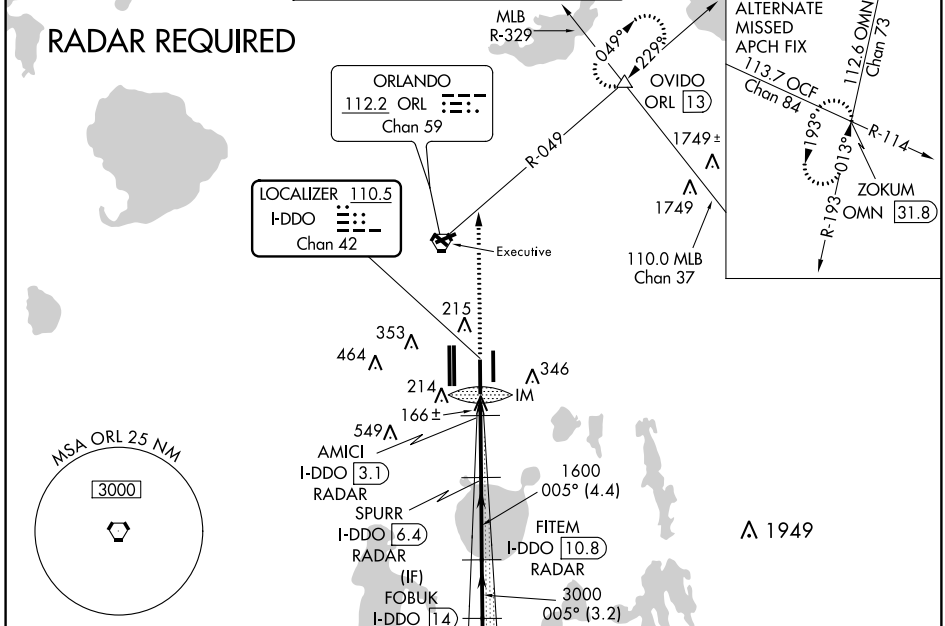 RADAR REQUIRED
MLB
R-329
049°
229°
OVIDO
ORL 13
ALTERNATE
MISSED
APCH FIX
112.6 OMN
Chan 73
113.7 OCF
Chan 84
193°
013°
R-114
R-193
ZOKUM
OMN 31.8
ORLANDO
112.2 ORL
Chan 59
R-049
1749±
1749
110.0 MLB
Chan 37
LOCALIZER 110.5
I-DDO
Chan 42
Executive
215
353
464
346
214
IM
166±
549
AMICI
I-DDO 3.1
RADAR
MSA ORL 25 NM
3000
1600
005° (4.4)
SPURR
I-DDO 6.4
RADAR
FITEM
I-DDO 10.8
RADAR
1949
(IF)
FOBUK
I-DDO 14
3000
005° (3.2)